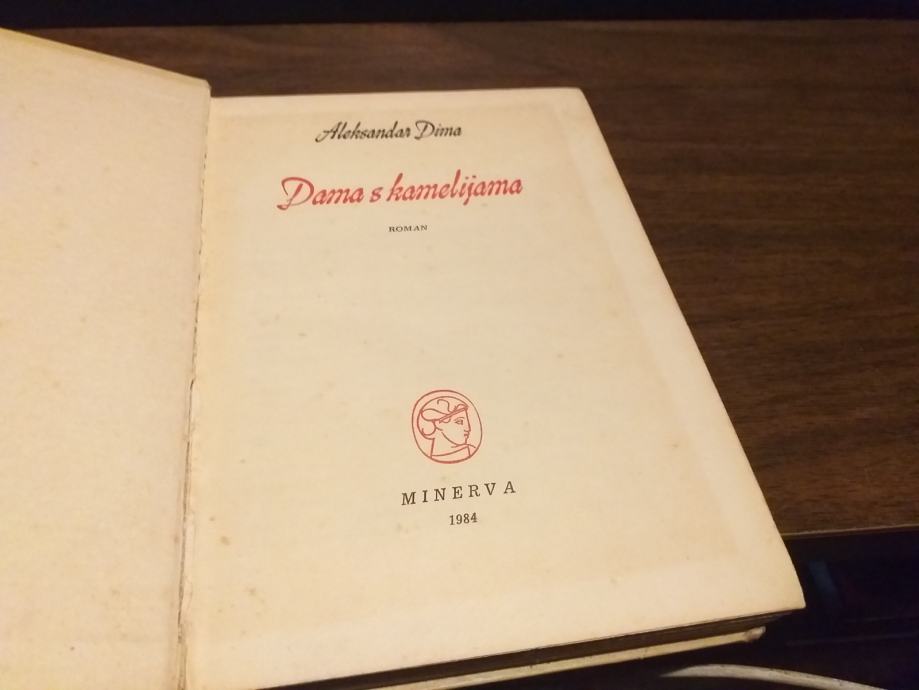 Aleksandar Dima
Dama s kamelijama
ROMAN
MINERVA
1984